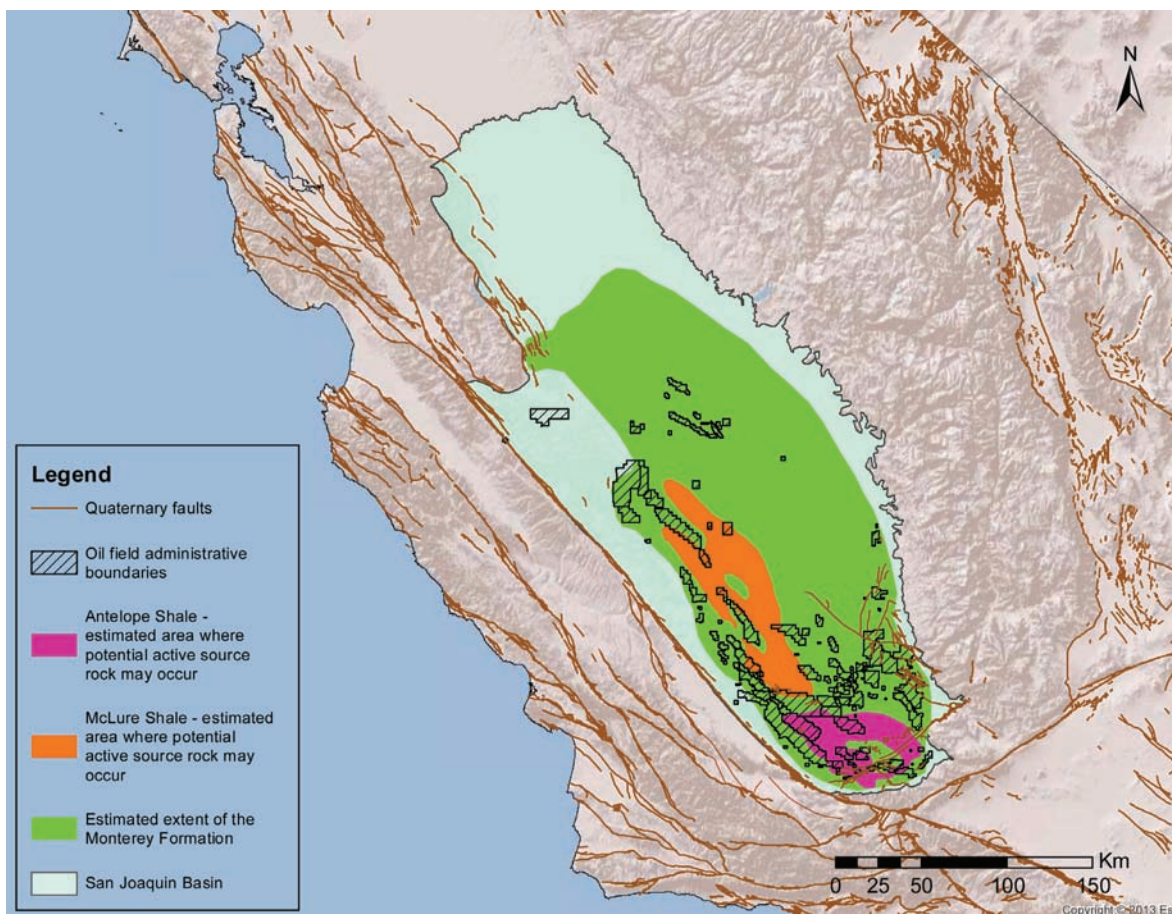 N
Legend
Quaternary faults
Oil field administrative
boundaries
Antelope Shale -
estimated area where
potential active source
rock may occur
McLure Shale - estimated
area where potential
active source rock may
occur
Estimated extent of the
Monterey Formation
San Joaquin Basin
Km
0 25 50 100 150
Copyright © 2013 Es